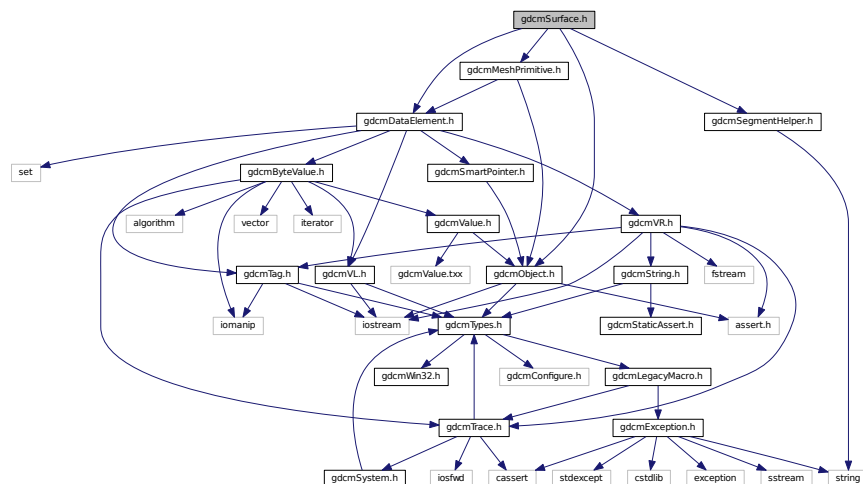 gdcmSurface.h
gdcmMeshPrimitive.h
gdcmDataElement.h
gdcmSegmentHelper.h
set
gdcmByteValue.h
gdcmSmartPointer.h
algorithm
vector
iterator
gdcmValue.h
gdcmVR.h
gdcmTag.h
gdcmVL.h
gdcmValue.txx
gdcmObject.h
gdcmString.h
fstream
iomanip
iostream
gdcmTypes.h
gdcmStaticAssert.h
assert.h
gdcmWin32.h
gdcmConfigure.h
gdcmLegacyMacro.h
gdcmTrace.h
gdcmException.h
gdcmSystem.h
iosfwd
cassert
stdexcept
cstdlib
exception
sstream
string